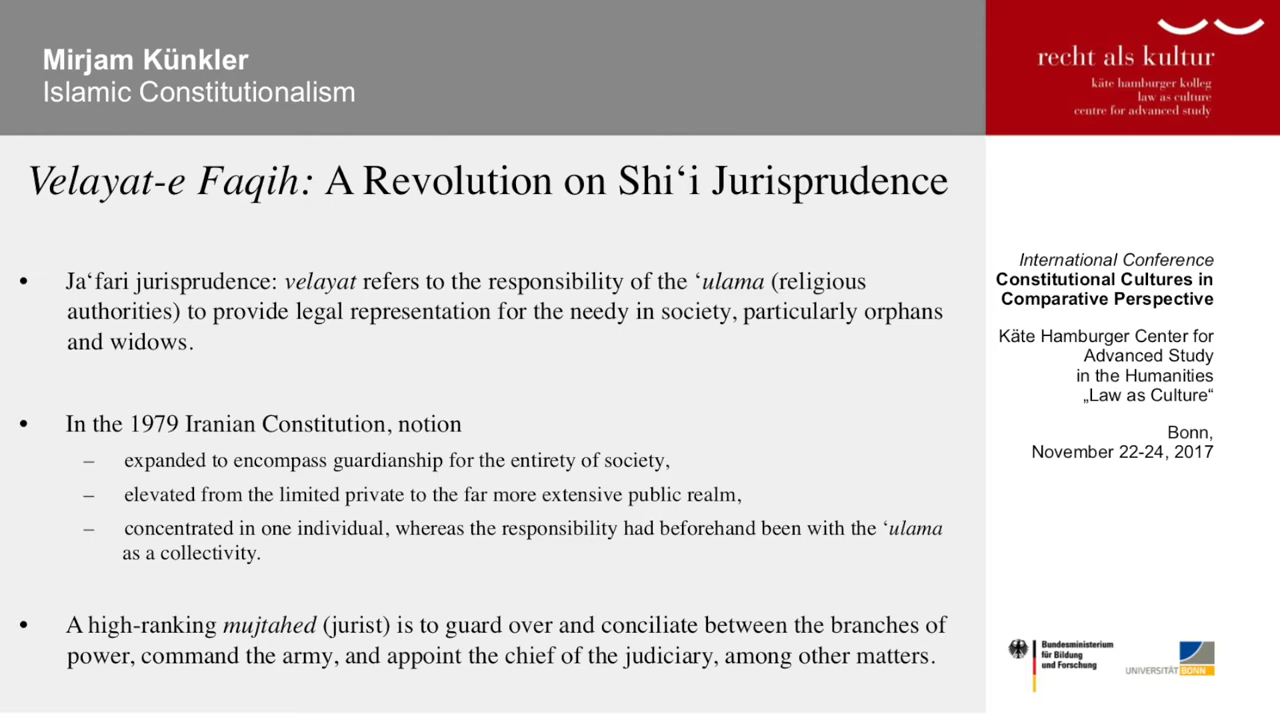 Mirjam Künkler
Islamic Constitutionalism
recht als kultur
käte hamburger kolleg
law as culture
centre for advanced study
Velayat-e Faqih: A Revolution on Shi‘i Jurisprudence
• Ja‘fari jurisprudence: velayat refers to the responsibility of the ‘ulama (religious
authorities) to provide legal representation for the needy in society, particularly orphans
and widows.
• In the 1979 Iranian Constitution, notion
– expanded to encompass guardianship for the entirety of society,
– elevated from the limited private to the far more extensive public realm,
– concentrated in one individual, whereas the responsibility had beforehand been with the ‘ulama
as a collectivity.
• A high-ranking mujtahed (jurist) is to guard over and conciliate between the branches of
power, command the army, and appoint the chief of the judiciary, among other matters.
International Conference
Constitutional Cultures in
Comparative Perspective
Käte Hamburger Center for
Advanced Study
in the Humanities
„Law as Culture“
Bonn,
November 22-24, 2017
Bundesministerium
für Bildung
und Forschung
UNIVERSITÄT BONN